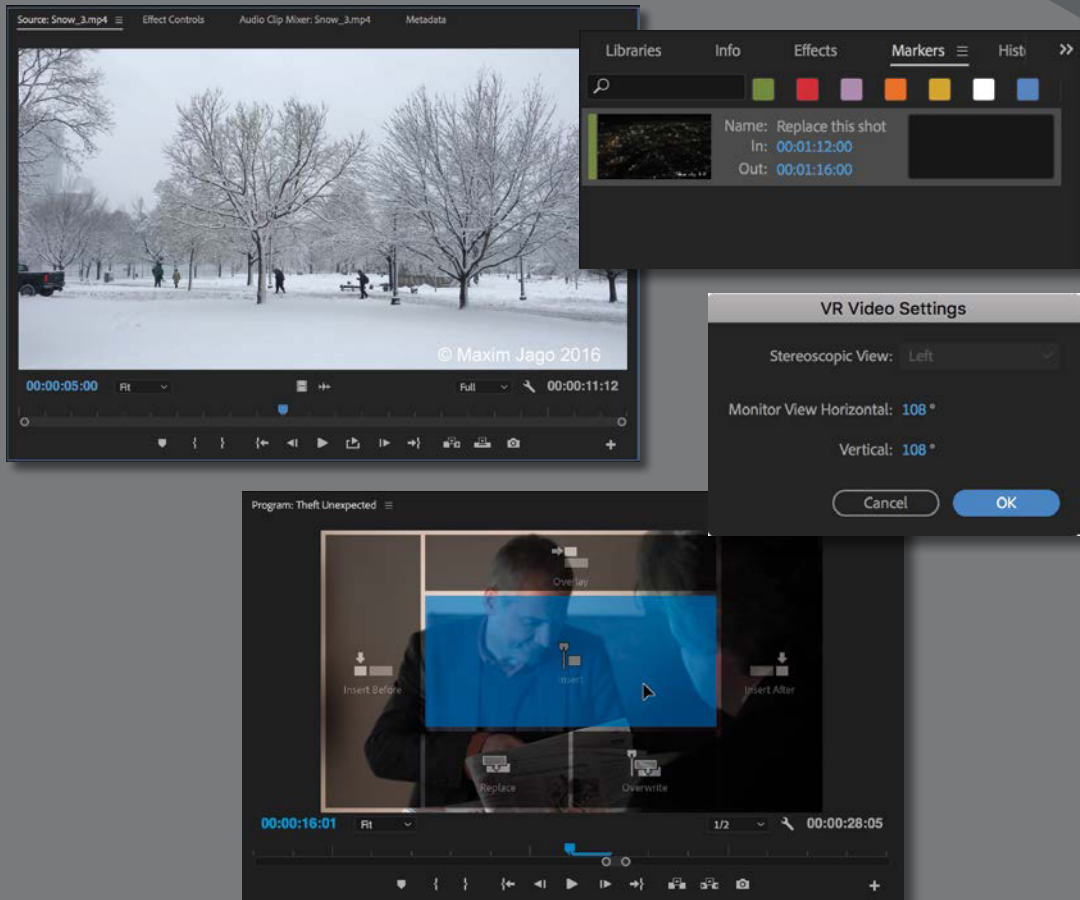 Source: Snow_3.mp4 Effect Controls Audio Clip Mixer: Snow_3.mp4 Metadata
© Maxim Jago 2016
00:00:05:00 Fit Full 00:00:11:12
Libraries Info Effects Markers Histo
Name: Replace this shot
In: 00:01:12:00
Out: 00:01:16:00
VR Video Settings
Stereoscopic View: Left
Monitor View Horizontal: 108 °
Vertical: 108 °
Cancel OK
Program: Theft Unexpected
Overlay
Insert Before Insert Insert After
Replace Overwrite
00:00:16:01 Fit 1/2 00:00:28:05